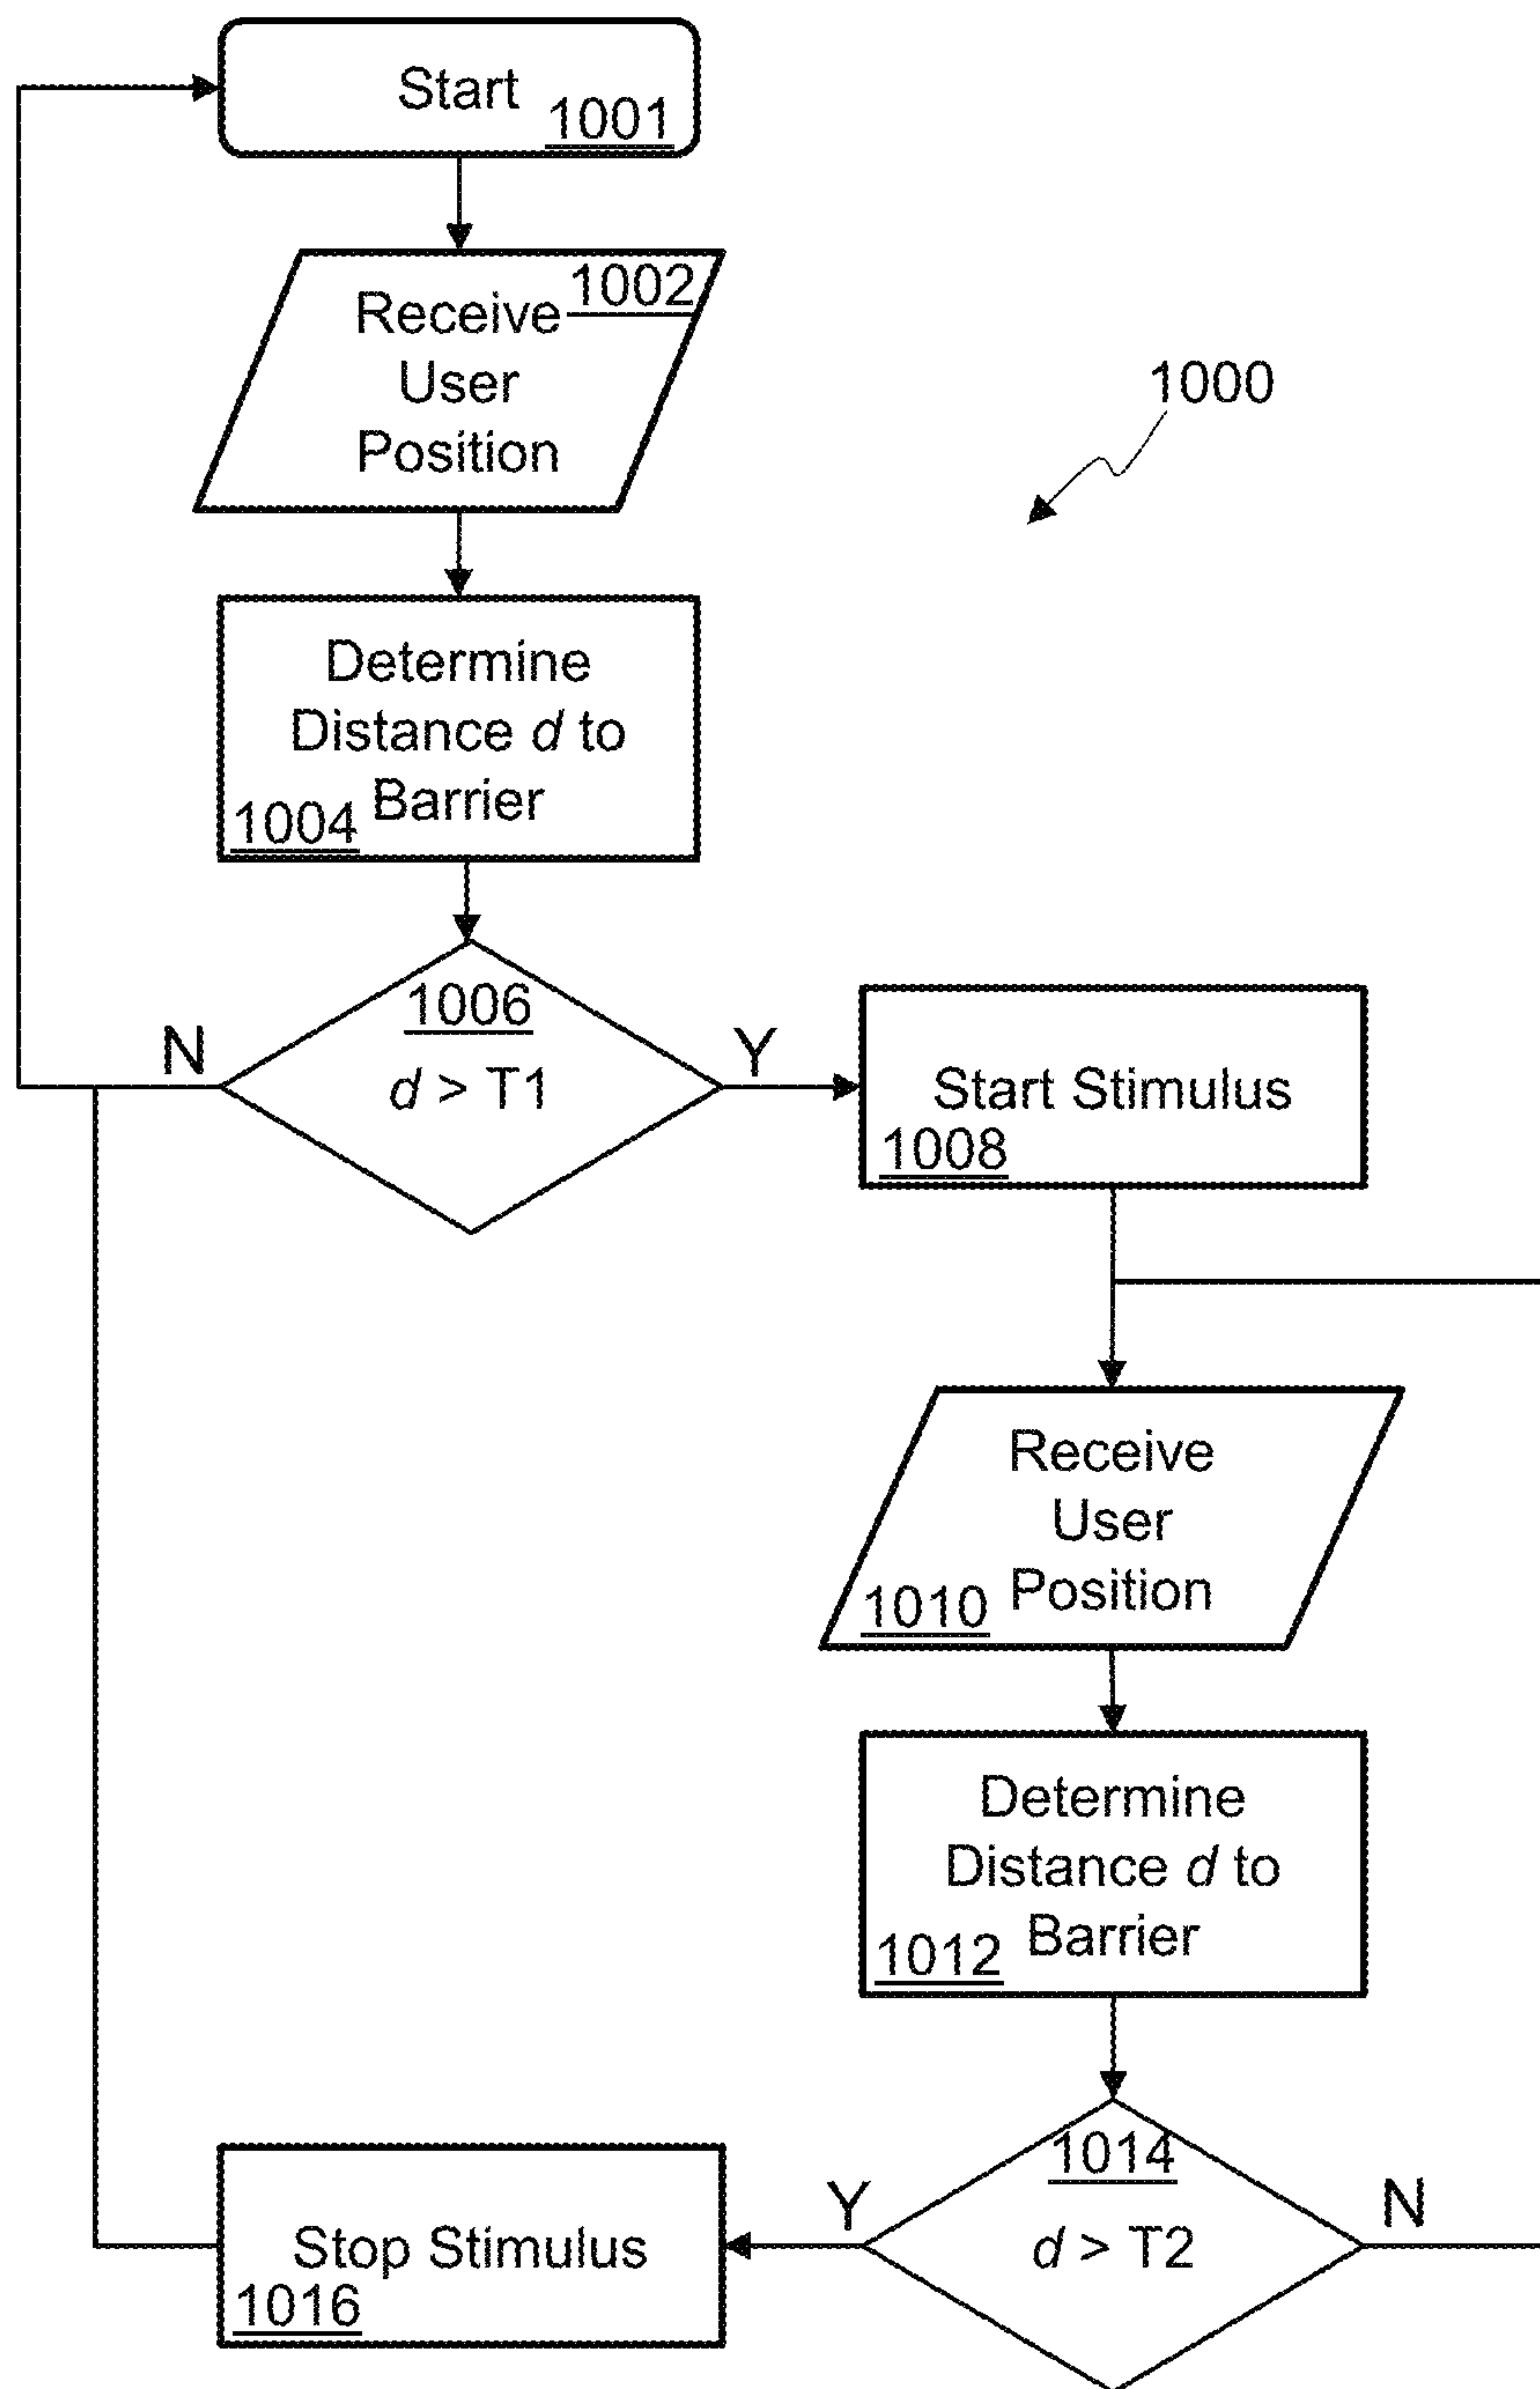 Start
1001
1002
Receive
User
Position
1000
Determine
Distance d to
Barrier
1004
1006
d > T1
N
Y
Start Stimulus
1008
Receive
User
Position
1010
Determine
Distance d to
Barrier
1012
1014
d > T2
Y
N
Stop Stimulus
1016